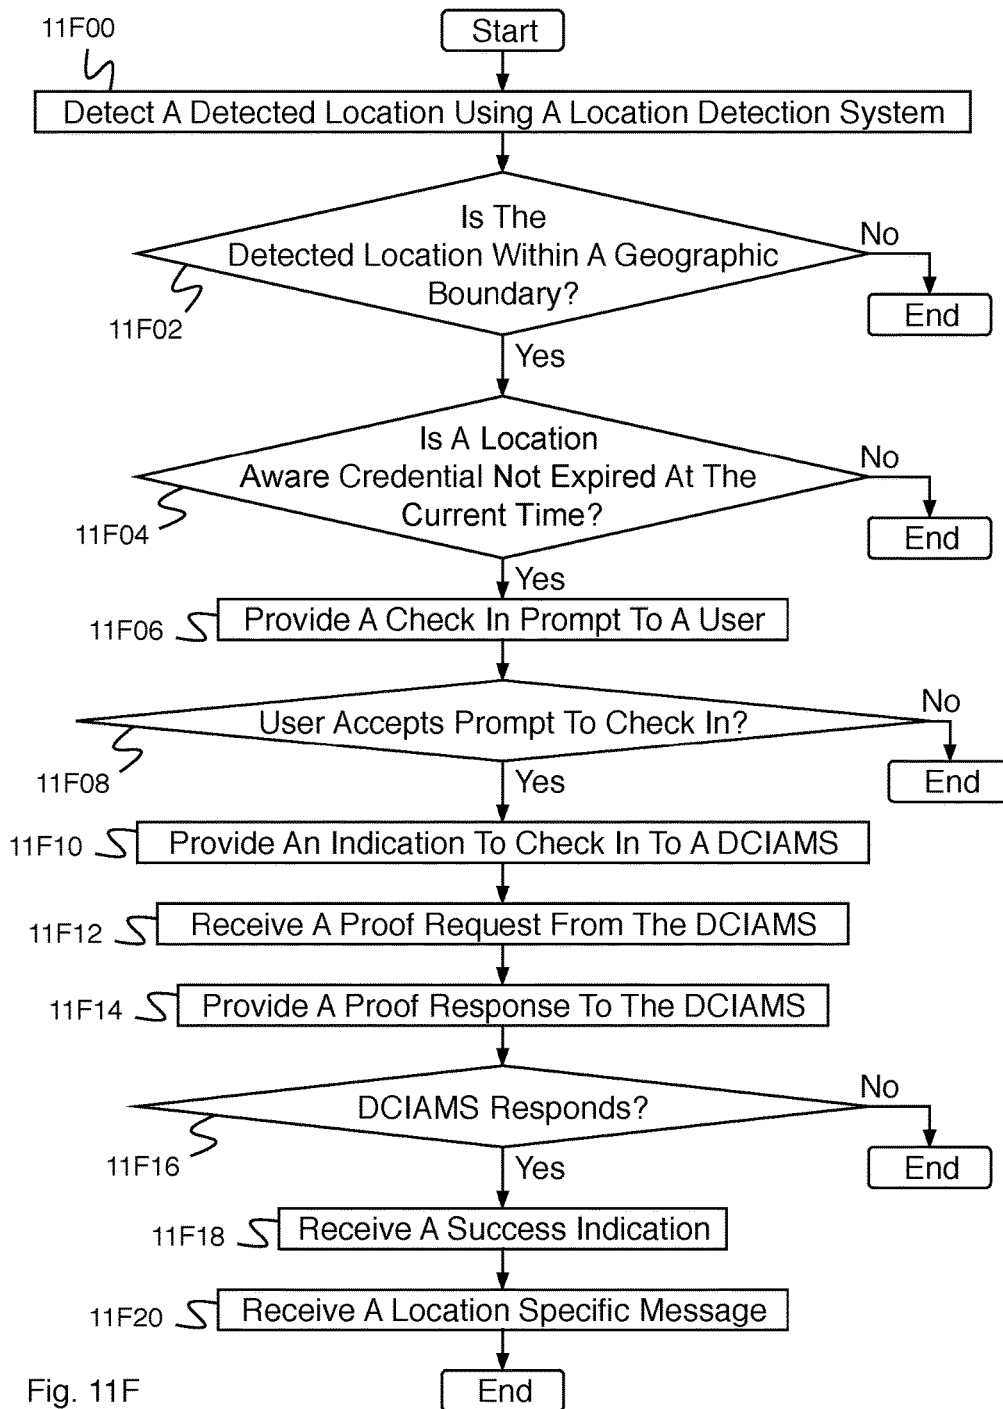 11F00
Start
Detect A Detected Location Using A Location Detection System
Is The
Detected Location Within A Geographic
Boundary?
No
End
11F02
Yes
Is A Location
Aware Credential Not Expired At The
Current Time?
No
End
11F04
Yes
11F06
Provide A Check In Prompt To A User
User Accepts Prompt To Check In?
No
End
11F08
Yes
11F10
Provide An Indication To Check In To A DCIAMS
11F12
Receive A Proof Request From The DCIAMS
11F14
Provide A Proof Response To The DCIAMS
DCIAMS Responds?
No
End
11F16
Yes
11F18
Receive A Success Indication
11F20
Receive A Location Specific Message
Fig. 11F
End